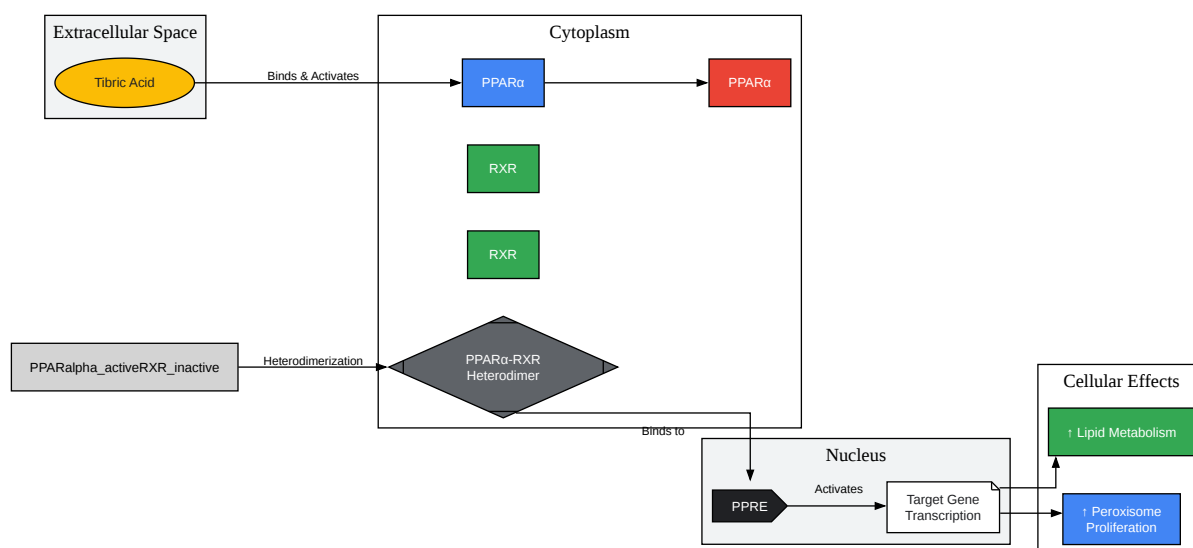 Extracellular Space
Cytoplasm
Tibric Acid
Binds & Activates
PPARα
PPARα
RXR
RXR
PPARalpha_activeRXR_inactive
Heterodimerization
PPARα-RXR
Heterodimer
Binds to
Cellular Effects
↑ Lipid Metabolism
Nucleus
PPRE
Activates
Target Gene
Transcription
↑ Peroxisome
Proliferation